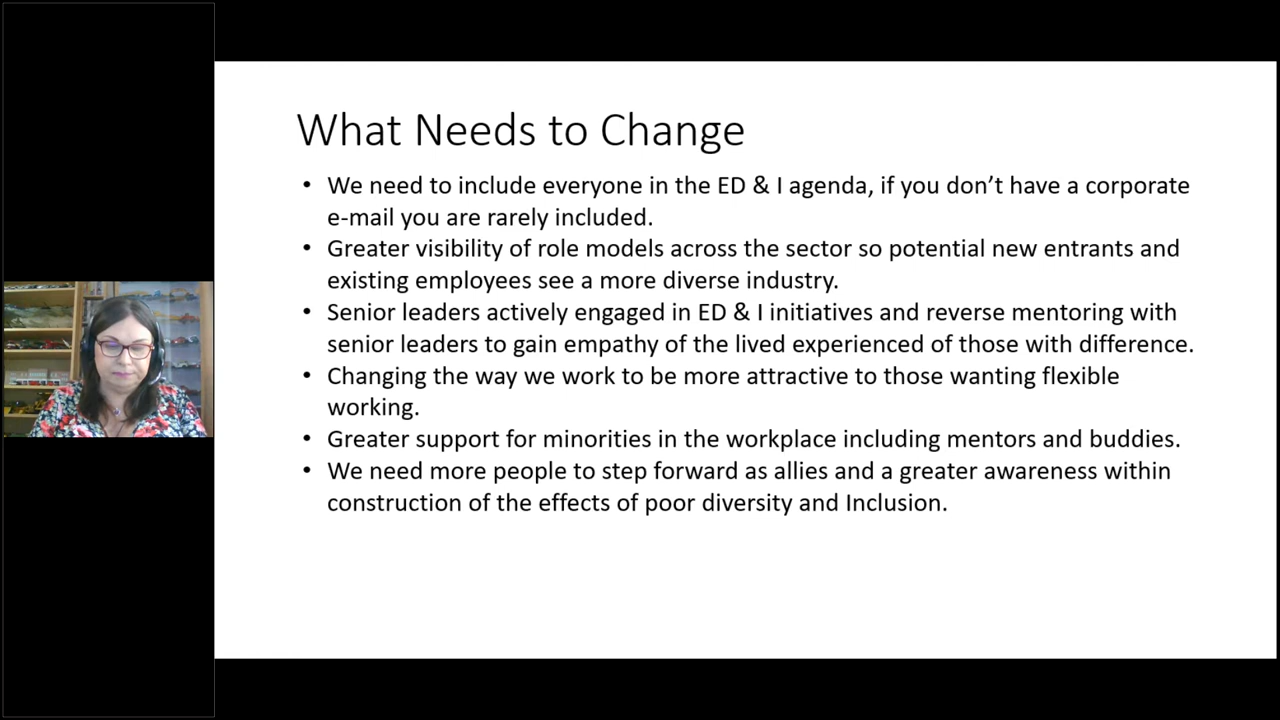 What Needs to Change
• We need to include everyone in the ED & I agenda, if you don’t have a corporate
e-mail you are rarely included.
• Greater visibility of role models across the sector so potential new entrants and
existing employees see a more diverse industry.
• Senior leaders actively engaged in ED & I initiatives and reverse mentoring with
senior leaders to gain empathy of the lived experienced of those with difference.
• Changing the way we work to be more attractive to those wanting flexible
working.
• Greater support for minorities in the workplace including mentors and buddies.
• We need more people to step forward as allies and a greater awareness within
construction of the effects of poor diversity and Inclusion.